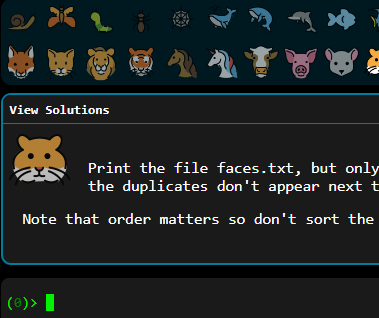 View Solutions
Print the file faces.txt, but only
the duplicates don't appear next t
Note that order matters so don't sort the
(0)>